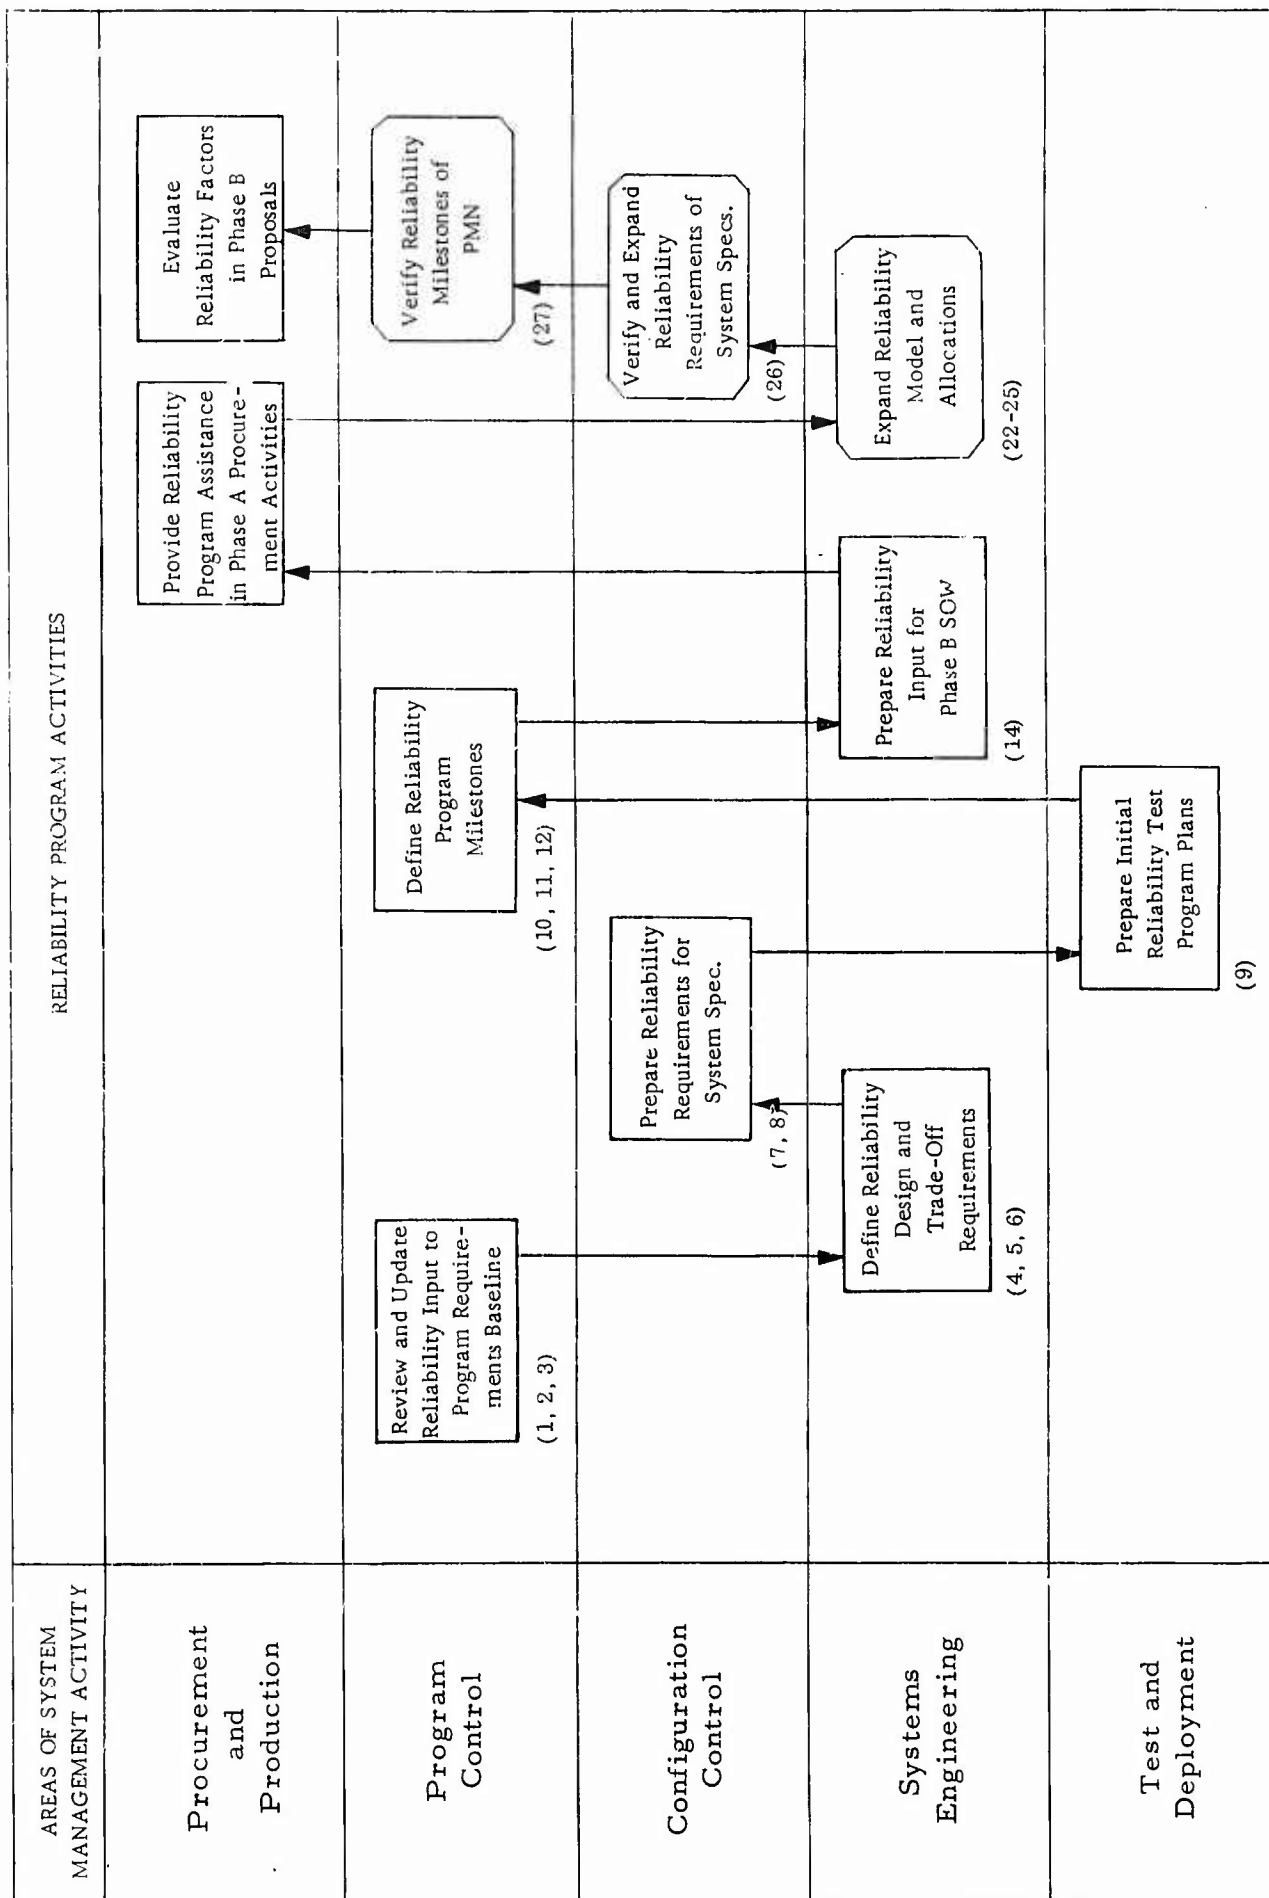 AREAS OF SYSTEM
MANAGEMENT ACTIVITY
RELIABILITY PROGRAM ACTIVITIES
Procurement
and
Production
Provide Reliability
Program Assistance
in Phase A Procure-
ment Activities
Evaluate
Reliability Factors
in Phase B
Proposals
Program
Control
Review and Update
Reliability Input to
Program Require-
ments Baseline
(1, 2, 3)
Define Reliability
Program
Milestones
(10, 11, 12)
Verify Reliability
Milestones of
PMN
(27)
Configuration
Control
Prepare Reliability
Requirements for
System Spec.
(7, 8)
Verify and Expand
Reliability
Requirements of
System Specs.
(26)
Systems
Engineering
Define Reliability
Design and
Trade-Off
Requirements
(4, 5, 6)
Prepare Reliability
Input for
Phase B SOW
(14)
Expand Reliability
Model and
Allocations
(22-25)
Test and
Deployment
Prepare Initial
Reliability Test
Program Plans
(9)